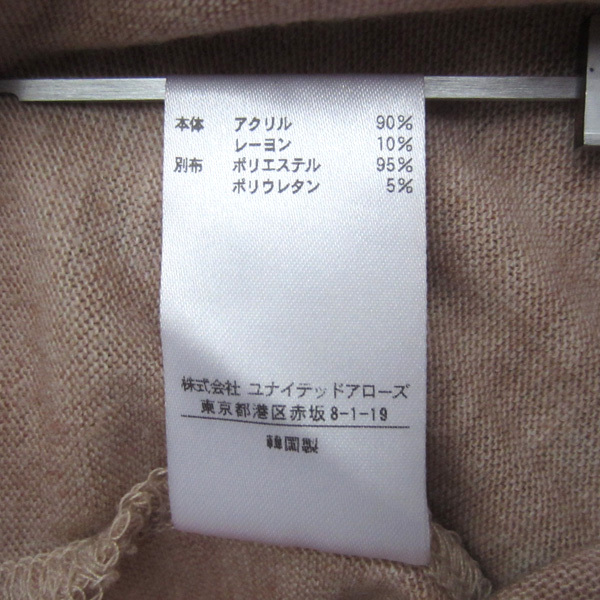 本体 アクリル 90%
レーヨン 10%
別布 ポリエステル 95%
ポリウレタン 5%
株式会社 ユナイテッドアローズ
東京都港区赤坂8-1-19
韓国製